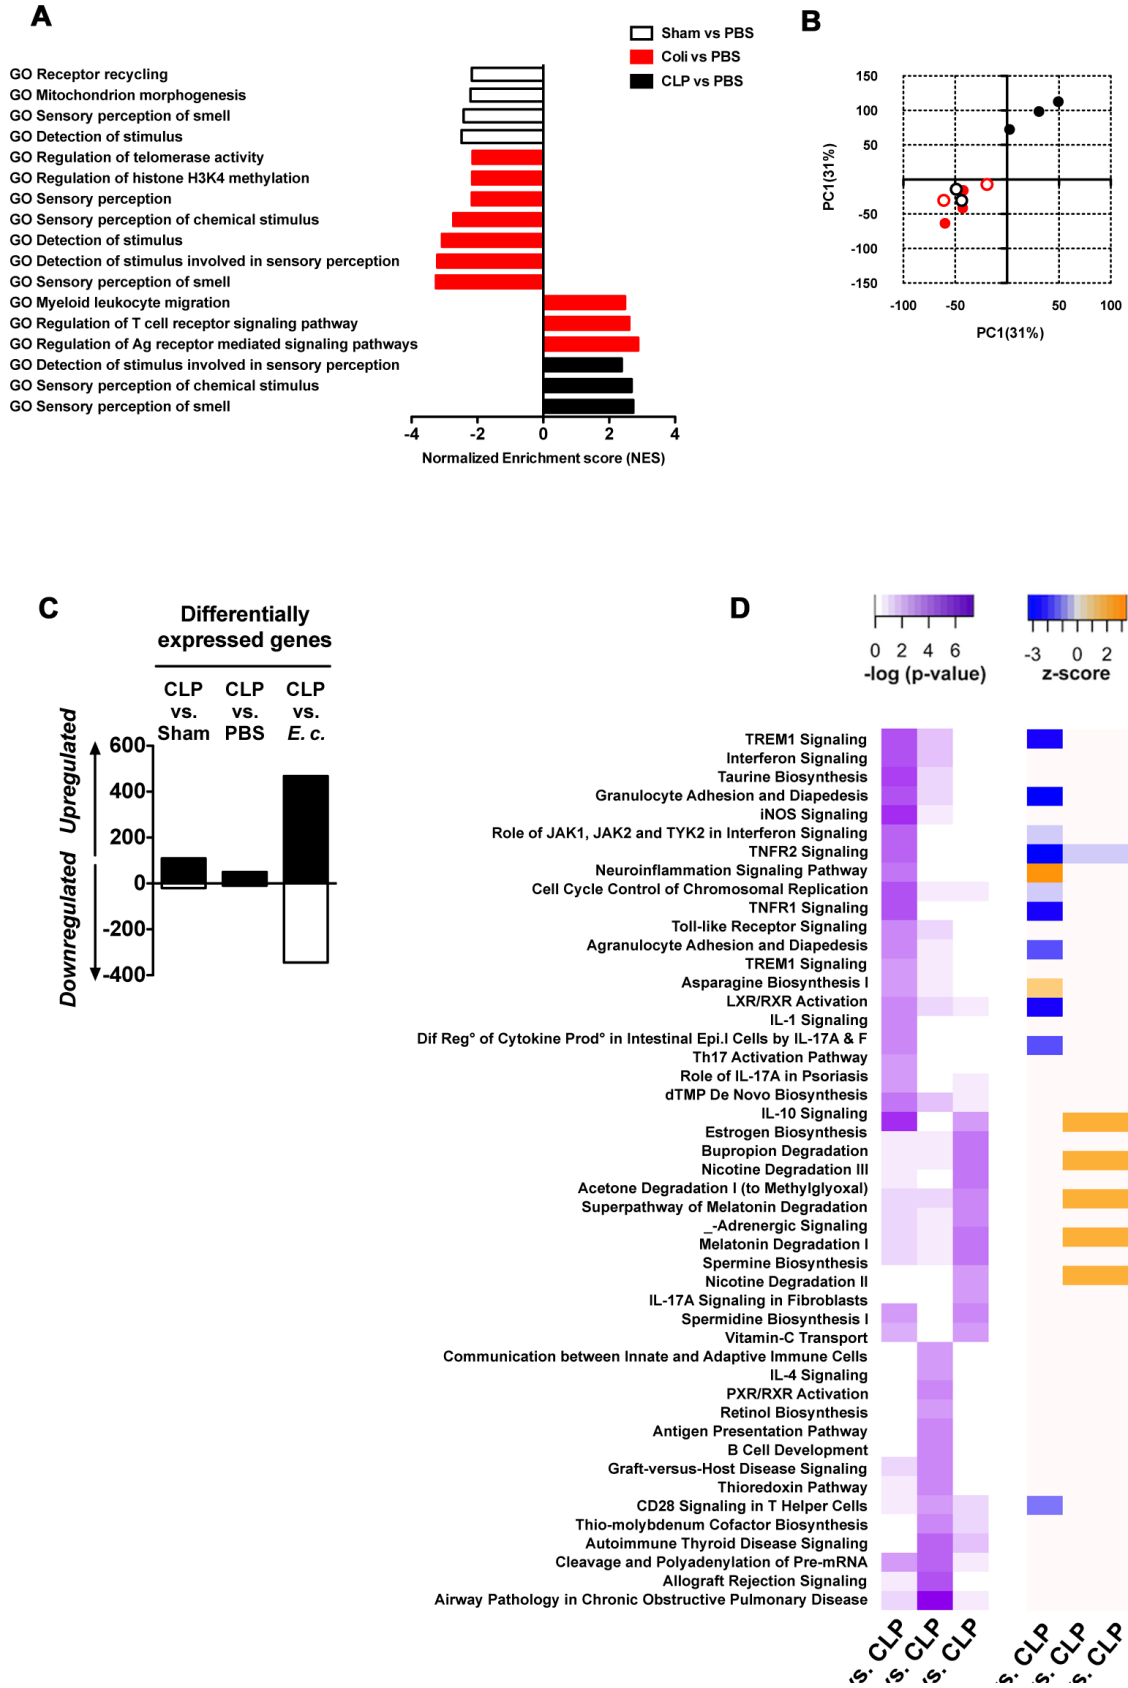 A
Sham vs PBS
Coli vs PBS
CLP vs PBS
GO Receptor recycling
GO Mitochondrion morphogenesis
GO Sensory perception of smell
GO Detection of stimulus
GO Regulation of telomerase activity
GO Regulation of histone H3K4 methylation
GO Sensory perception
GO Sensory perception of chemical stimulus
GO Detection of stimulus
GO Detection of stimulus involved in sensory perception
GO Sensory perception of smell
GO Myeloid leukocyte migration
GO Regulation of T cell receptor signaling pathway
GO Regulation of Ag receptor mediated signaling pathways
GO Detection of stimulus involved in sensory perception
GO Sensory perception of chemical stimulus
GO Sensory perception of smell
-4 -2 0 2 4
Normalized Enrichment score (NES)
B
150
100
50
-50
-100
-150
PC1(31%)
-100 -50 50 100
PC1(31%)
C
Differentially
expressed genes
CLP vs. Sham
CLP vs. PBS
CLP vs. E. c.
Upregulated
Downregulated
600
400
200
0
-200
-400
D
0 2 4 6
-log (p-value)
-3 0 2
z-score
TREM1 Signaling
Interferon Signaling
Taurine Biosynthesis
Granulocyte Adhesion and Diapedesis
iNOS Signaling
Role of JAK1, JAK2 and TYK2 in Interferon Signaling
TNFR2 Signaling
Neuroinflammation Signaling Pathway
Cell Cycle Control of Chromosomal Replication
TNFR1 Signaling
Toll-like Receptor Signaling
Agranulocyte Adhesion and Diapedesis
TREM1 Signaling
Asparagine Biosynthesis I
LXR/RXR Activation
IL-1 Signaling
Dif Reg° of Cytokine Prod° in Intestinal Epi.l Cells by IL-17A & F
Th17 Activation Pathway
Role of IL-17A in Psoriasis
dTMP De Novo Biosynthesis
IL-10 Signaling
Estrogen Biosynthesis
Bupropion Degradation
Nicotine Degradation III
Acetone Degradation I (to Methylglyoxal)
Superpathway of Melatonin Degradation
_-Adrenergic Signaling
Melatonin Degradation I
Spermine Biosynthesis
Nicotine Degradation II
IL-17A Signaling in Fibroblasts
Spermidine Biosynthesis I
Vitamin-C Transport
Communication between Innate and Adaptive Immune Cells
IL-4 Signaling
PXR/RXR Activation
Retinol Biosynthesis
Antigen Presentation Pathway
B Cell Development
Graft-versus-Host Disease Signaling
Thioredoxin Pathway
CD28 Signaling in T Helper Cells
Thio-molybdenum Cofactor Biosynthesis
Autoimmune Thyroid Disease Signaling
Cleavage and Polyadenylation of Pre-mRNA
Allograft Rejection Signaling
Airway Pathology in Chronic Obstructive Pulmonary Disease
vs. CLP
vs. CLP
vs. CLP
vs. CLP
vs. CLP
vs. CLP